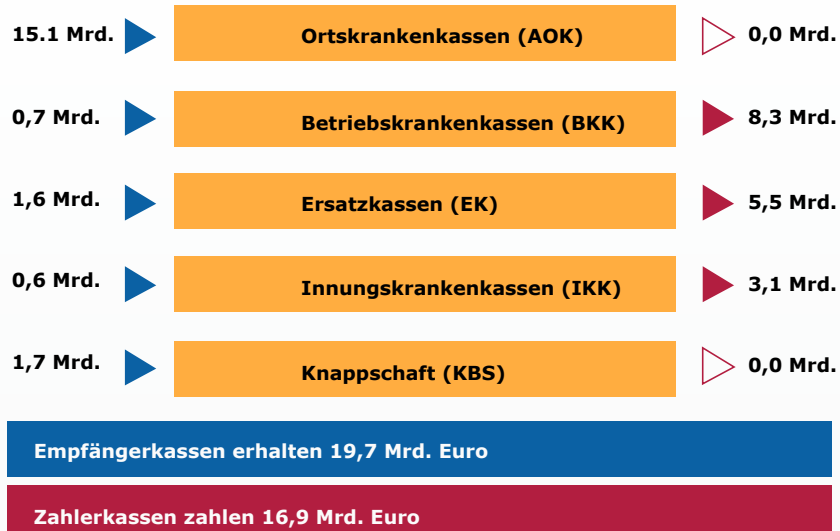 15.1 Mrd. Ortskrankenkassen (AOK) 0,0 Mrd.
0,7 Mrd. Betriebskrankenkassen (BKK) 8,3 Mrd.
1,6 Mrd. Ersatzkassen (EK) 5,5 Mrd.
0,6 Mrd. Innungskrankenkassen (IKK) 3,1 Mrd.
1,7 Mrd. Knappschaft (KBS) 0,0 Mrd.
Empfängerkassen erhalten 19,7 Mrd. Euro
Zahlerkassen zahlen 16,9 Mrd. Euro